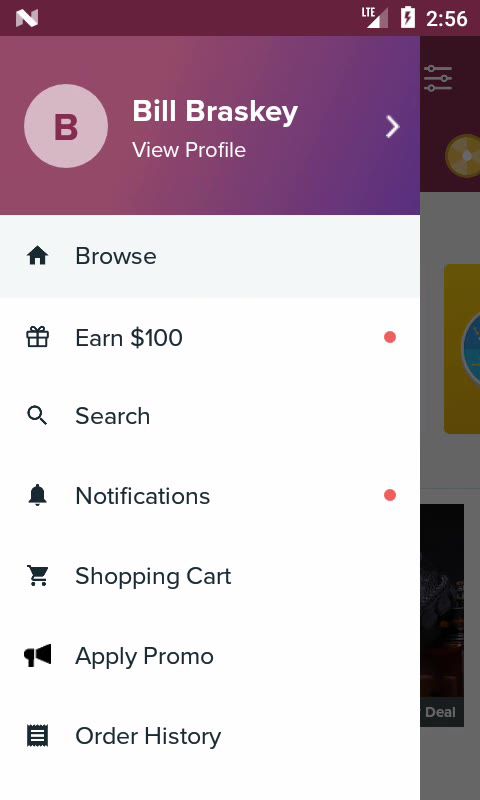 LTE 2:56
B
Bill Braskey
View Profile
Browse
Earn $100
Search
Notifications
Shopping Cart
Apply Promo
Order History
Deal